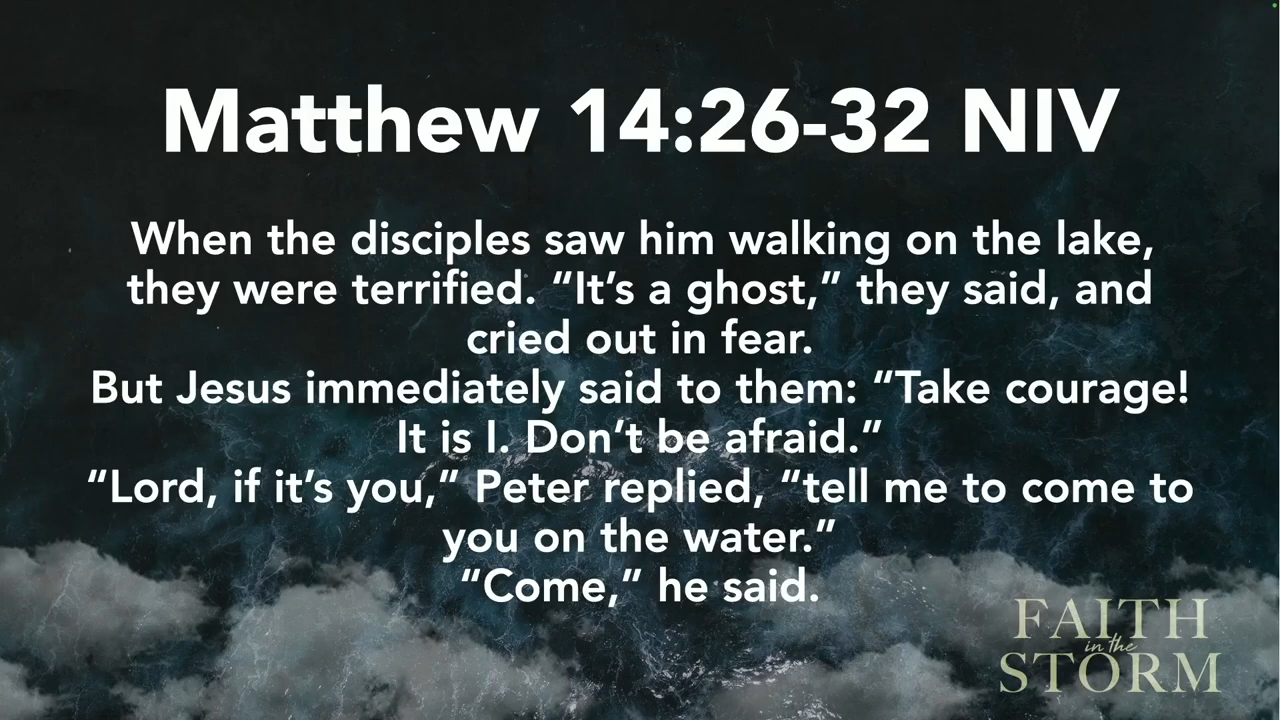 Matthew 14:26-32 NIV
When the disciples saw him walking on the lake,
they were terrified. “It’s a ghost,” they said, and
cried out in fear.
But Jesus immediately said to them: “Take courage!
It is I. Don’t be afraid.”
“Lord, if it’s you,” Peter replied, “tell me to come to
you on the water.”
“Come,” he said.
FAITH
in the
STORM